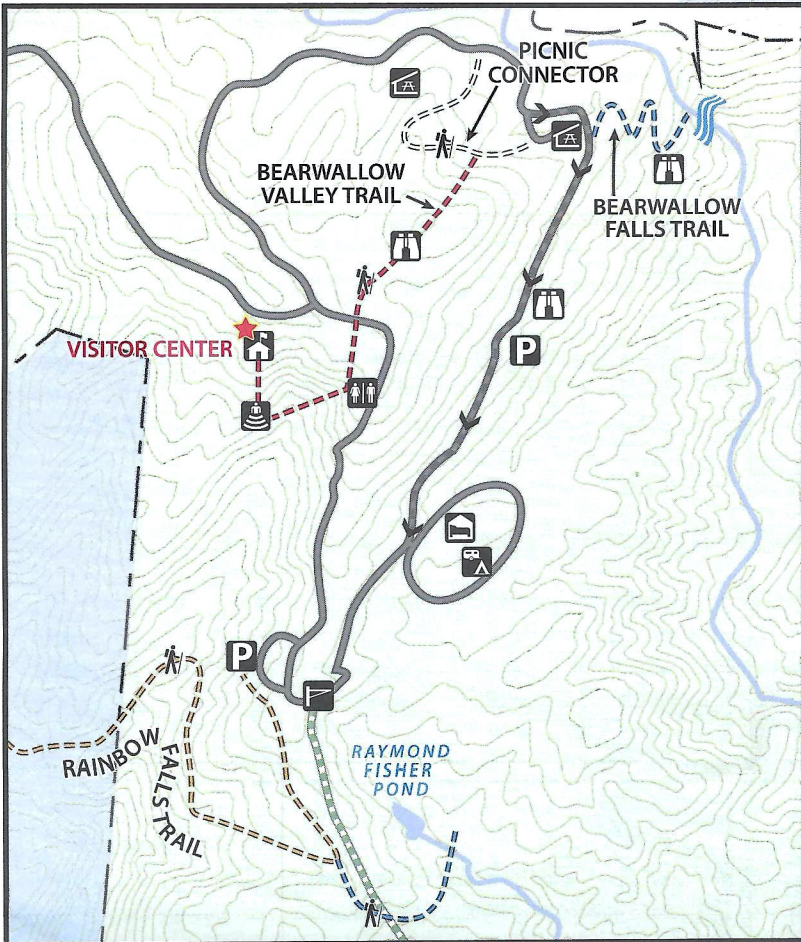 PICNIC
CONNECTOR
BEARWALLOW
VALLEY TRAIL
BEARWALLOW
FALLS TRAIL
VISITOR CENTER
P
P
RAINBOW
FALLS TRAIL
RAYMOND
FISHER
POND